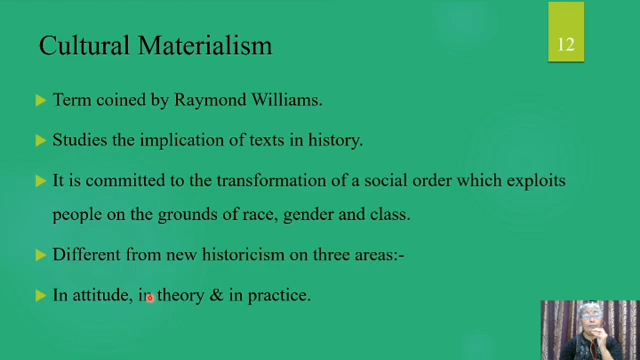 Cultural Materialism
12
Term coined by Raymond Williams.
Studies the implication of texts in history.
It is committed to the transformation of a social order which exploits
people on the grounds of race, gender and class.
Different from new historicism on three areas:-
In attitude, in theory & in practice.